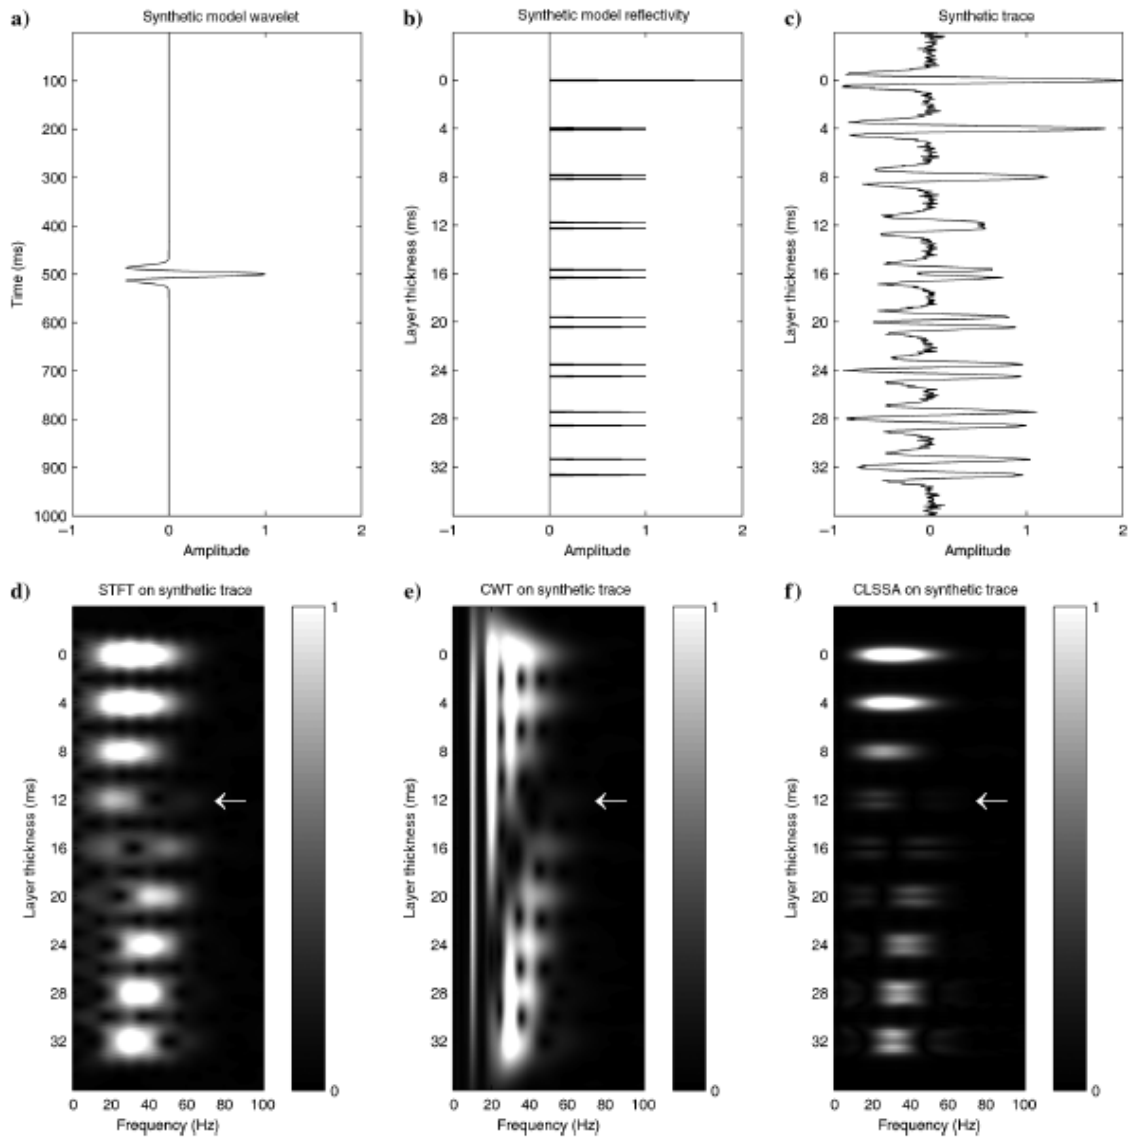 a) Synthetic model wavelet
100
200
300
400
500
600
700
800
900
1000
Time (ms)
−1 0 1 2
Amplitude
b) Synthetic model reflectivity
0
4
8
12
16
20
24
28
32
Layer thickness (ms)
−1 0 1 2
Amplitude
c) Synthetic trace
0
4
8
12
16
20
24
28
32
Layer thickness (ms)
−1 0 1 2
Amplitude
d) STFT on synthetic trace
0
4
8
12
16
20
24
28
32
Layer thickness (ms)
0 20 40 60 80 100
Frequency (Hz)
1
0
e) CWT on synthetic trace
0
4
8
12
16
20
24
28
32
Layer thickness (ms)
0 20 40 60 80 100
Frequency (Hz)
1
0
f) CLSSA on synthetic trace
0
4
8
12
16
20
24
28
32
Layer thickness (ms)
0 20 40 60 80 100
Frequency (Hz)
1
0